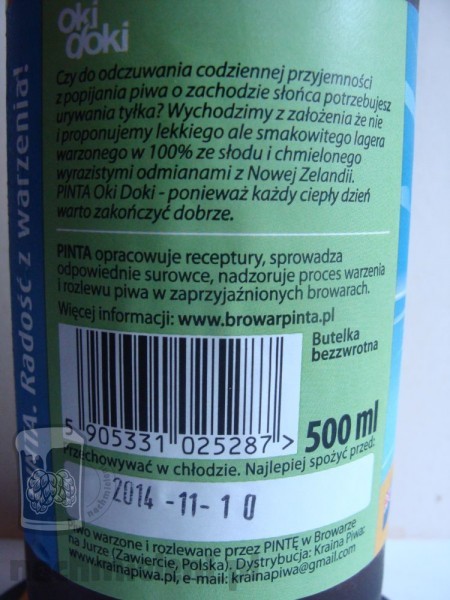 oki
doki
Czy do odczuwania codziennej przyjemności
z popijania piwa o zachodzie słońca potrzebujesz
urywania tyłka? Wychodzimy z założenia że nie
i proponujemy lekkiego ale smakowitego lagera
warzonego w 100% ze słodu i chmielonego
wyrazistymi odmianami z Nowej Zelandii.
PINTA Oki Doki - ponieważ każdy ciepły dzień
warto zakończyć dobrze.
PINTA opracowuje receptury, sprowadza
odpowiednie surowce, nadzoruje proces warzenia
i rozlewu piwa w zaprzyjaźnionych browarach.
Więcej informacji: www.browarpinta.pl
Butelka
bezzwrotna
5 905331 025287 >
500 ml
Przechowywać w chłodzie. Najlepiej spożyć przed:
2014 -11- 10
Piwo warzone i rozlewane przez PINTĘ w Browarze
na Jurze (Zawiercie, Polska). Dystrybucja: Kraina Piwa:
www.krainapiwa.pl, e-mail: krainapiwa@gmail.com
PINTA. Radość z warzenia!